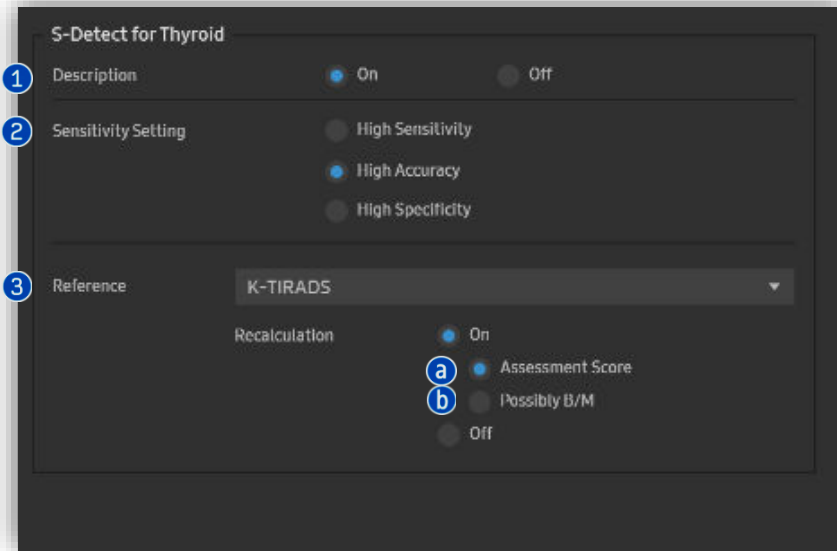 S-Detect for Thyroid
1 Description On Off
2 Sensitivity Setting High Sensitivity
High Accuracy
High Specificity
3 Reference K-TIRADS
Recalculation On
a Assessment Score
b Possibly B/M
Off